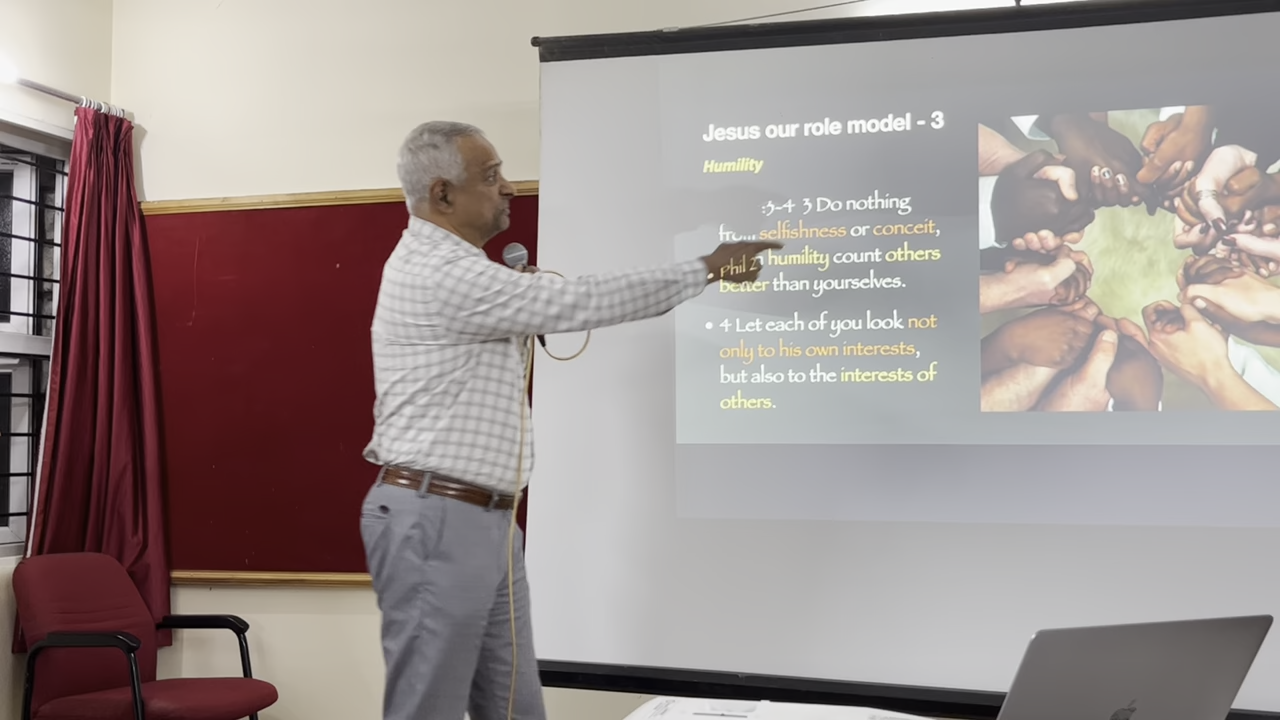 Jesus our role model - 3
Humility
:3-4 3 Do nothing
selfishness or conceit,
• Phil 2 humility count others
better than yourselves.
• 4 Let each of you look not
only to his own interests,
but also to the interests of
others.